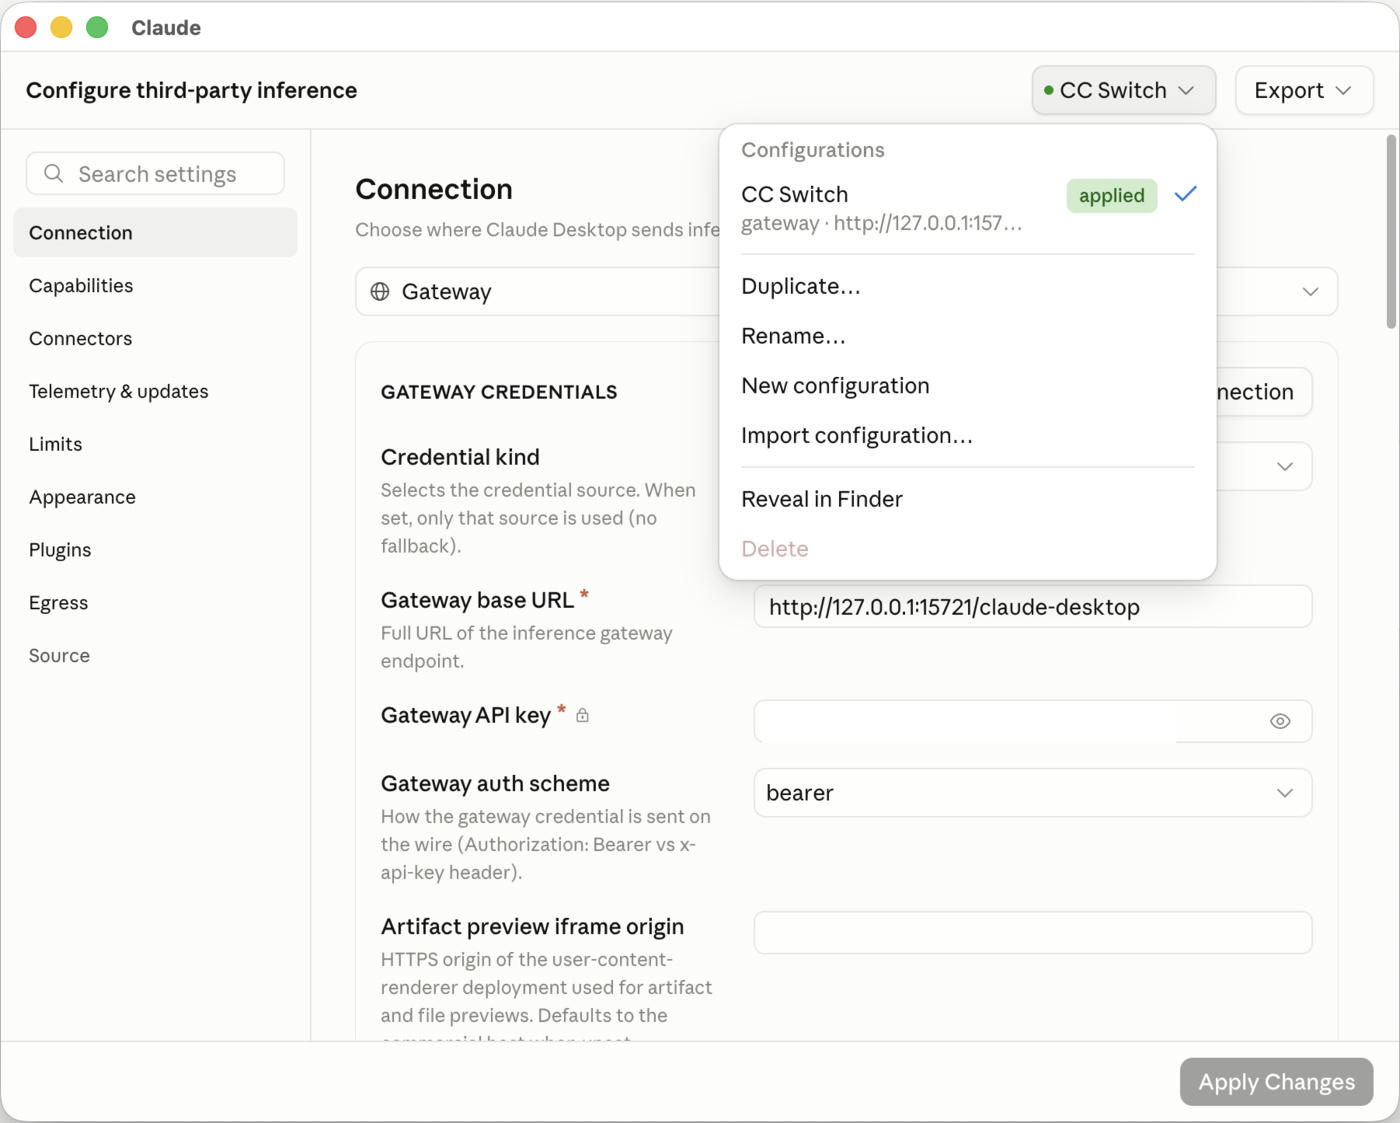 Claude
Configure third-party inference
CC Switch
Export
Search settings
Connection
Capabilities
Connectors
Telemetry & updates
Limits
Appearance
Plugins
Egress
Source
Connection
Choose where Claude Desktop sends infe
Gateway
GATEWAY CREDENTIALS
nection
Credential kind
Selects the credential source. When
set, only that source is used (no
fallback).
Gateway base URL *
Full URL of the inference gateway
endpoint.
http://127.0.0.1:15721/claude-desktop
Gateway API key *
Gateway auth scheme
How the gateway credential is sent on
the wire (Authorization: Bearer vs x-
api-key header).
bearer
Artifact preview iframe origin
HTTPS origin of the user-content-
renderer deployment used for artifact
and file previews. Defaults to the
Configurations
CC Switch
applied
gateway · http://127.0.0.1:157…
Duplicate…
Rename…
New configuration
Import configuration…
Reveal in Finder
Delete
Apply Changes